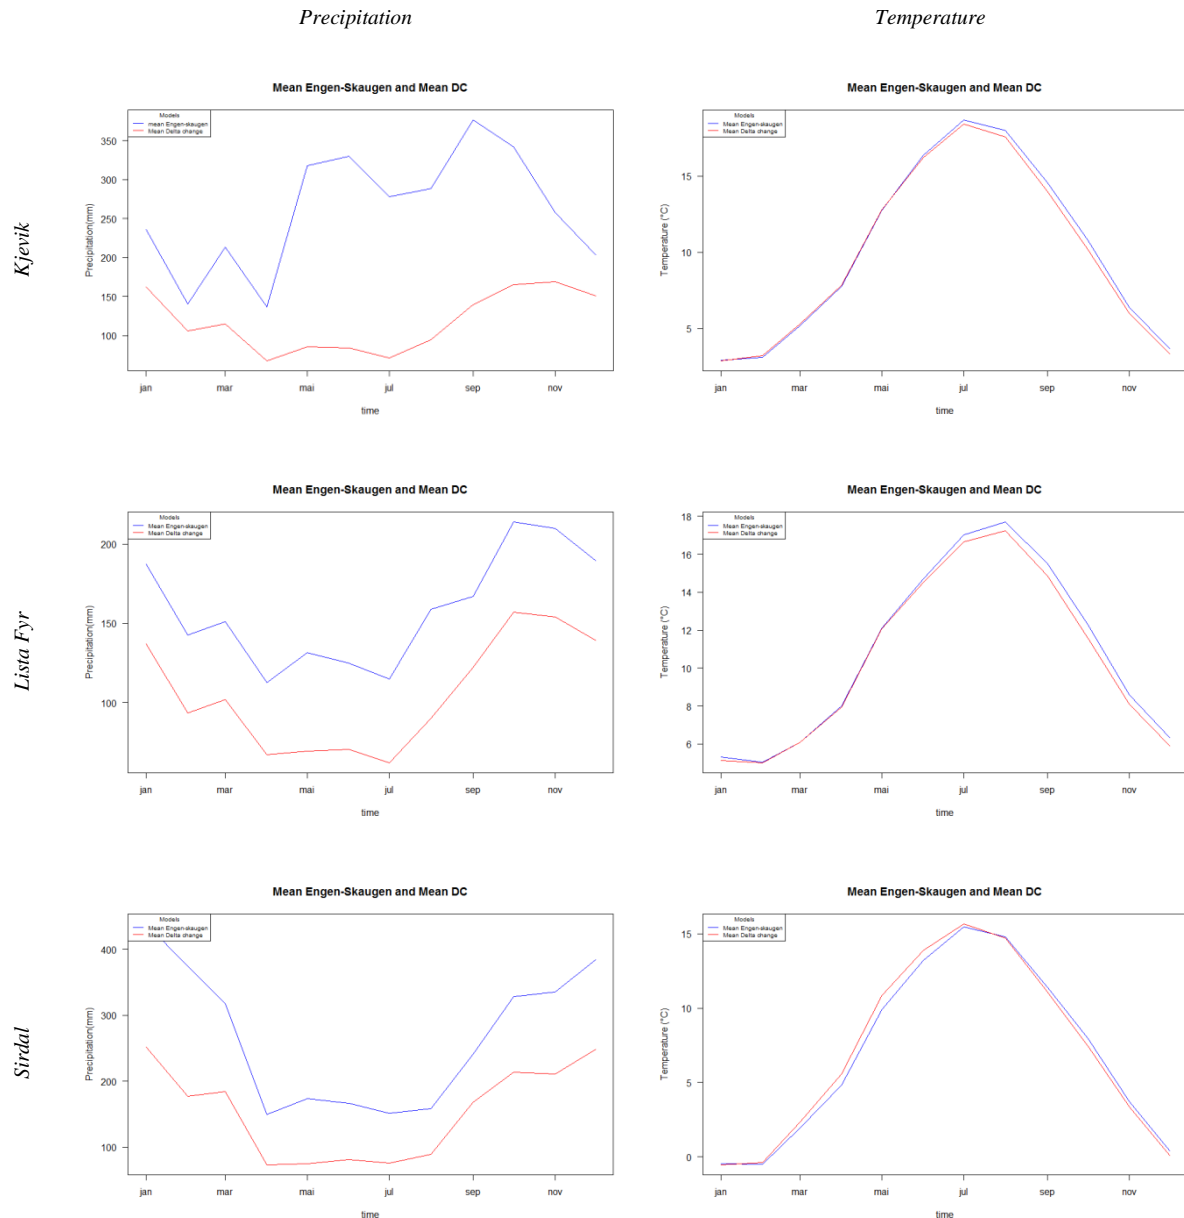 Precipitation
Temperature
Kjevik
Mean Engen-Skaugen and Mean DC
Models
mean Engen-skaugen
Mean Delta change
Precipitation(mm)
350
300
250
200
150
100
jan
mar
mai
jul
sep
nov
time
Mean Engen-Skaugen and Mean DC
Models
Mean Engen-skaugen
Mean Delta change
Temperature (°C)
15
10
5
jan
mar
mai
jul
sep
nov
time
Lista Fyr
Mean Engen-Skaugen and Mean DC
Models
Mean Engen-skaugen
Mean Delta change
Precipitation(mm)
200
150
100
jan
mar
mai
jul
sep
nov
time
Mean Engen-Skaugen and Mean DC
Models
Mean Engen-skaugen
Mean Delta change
Temperature (°C)
18
16
14
12
10
8
6
jan
mar
mai
jul
sep
nov
time
Sirdal
Mean Engen-Skaugen and Mean DC
Models
Mean Engen-skaugen
Mean Delta change
Precipitation(mm)
400
300
200
100
jan
mar
mai
jul
sep
nov
time
Mean Engen-Skaugen and Mean DC
Models
Mean Engen-skaugen
Mean Delta change
Temperature (°C)
15
10
5
0
jan
mar
mai
jul
sep
nov
time